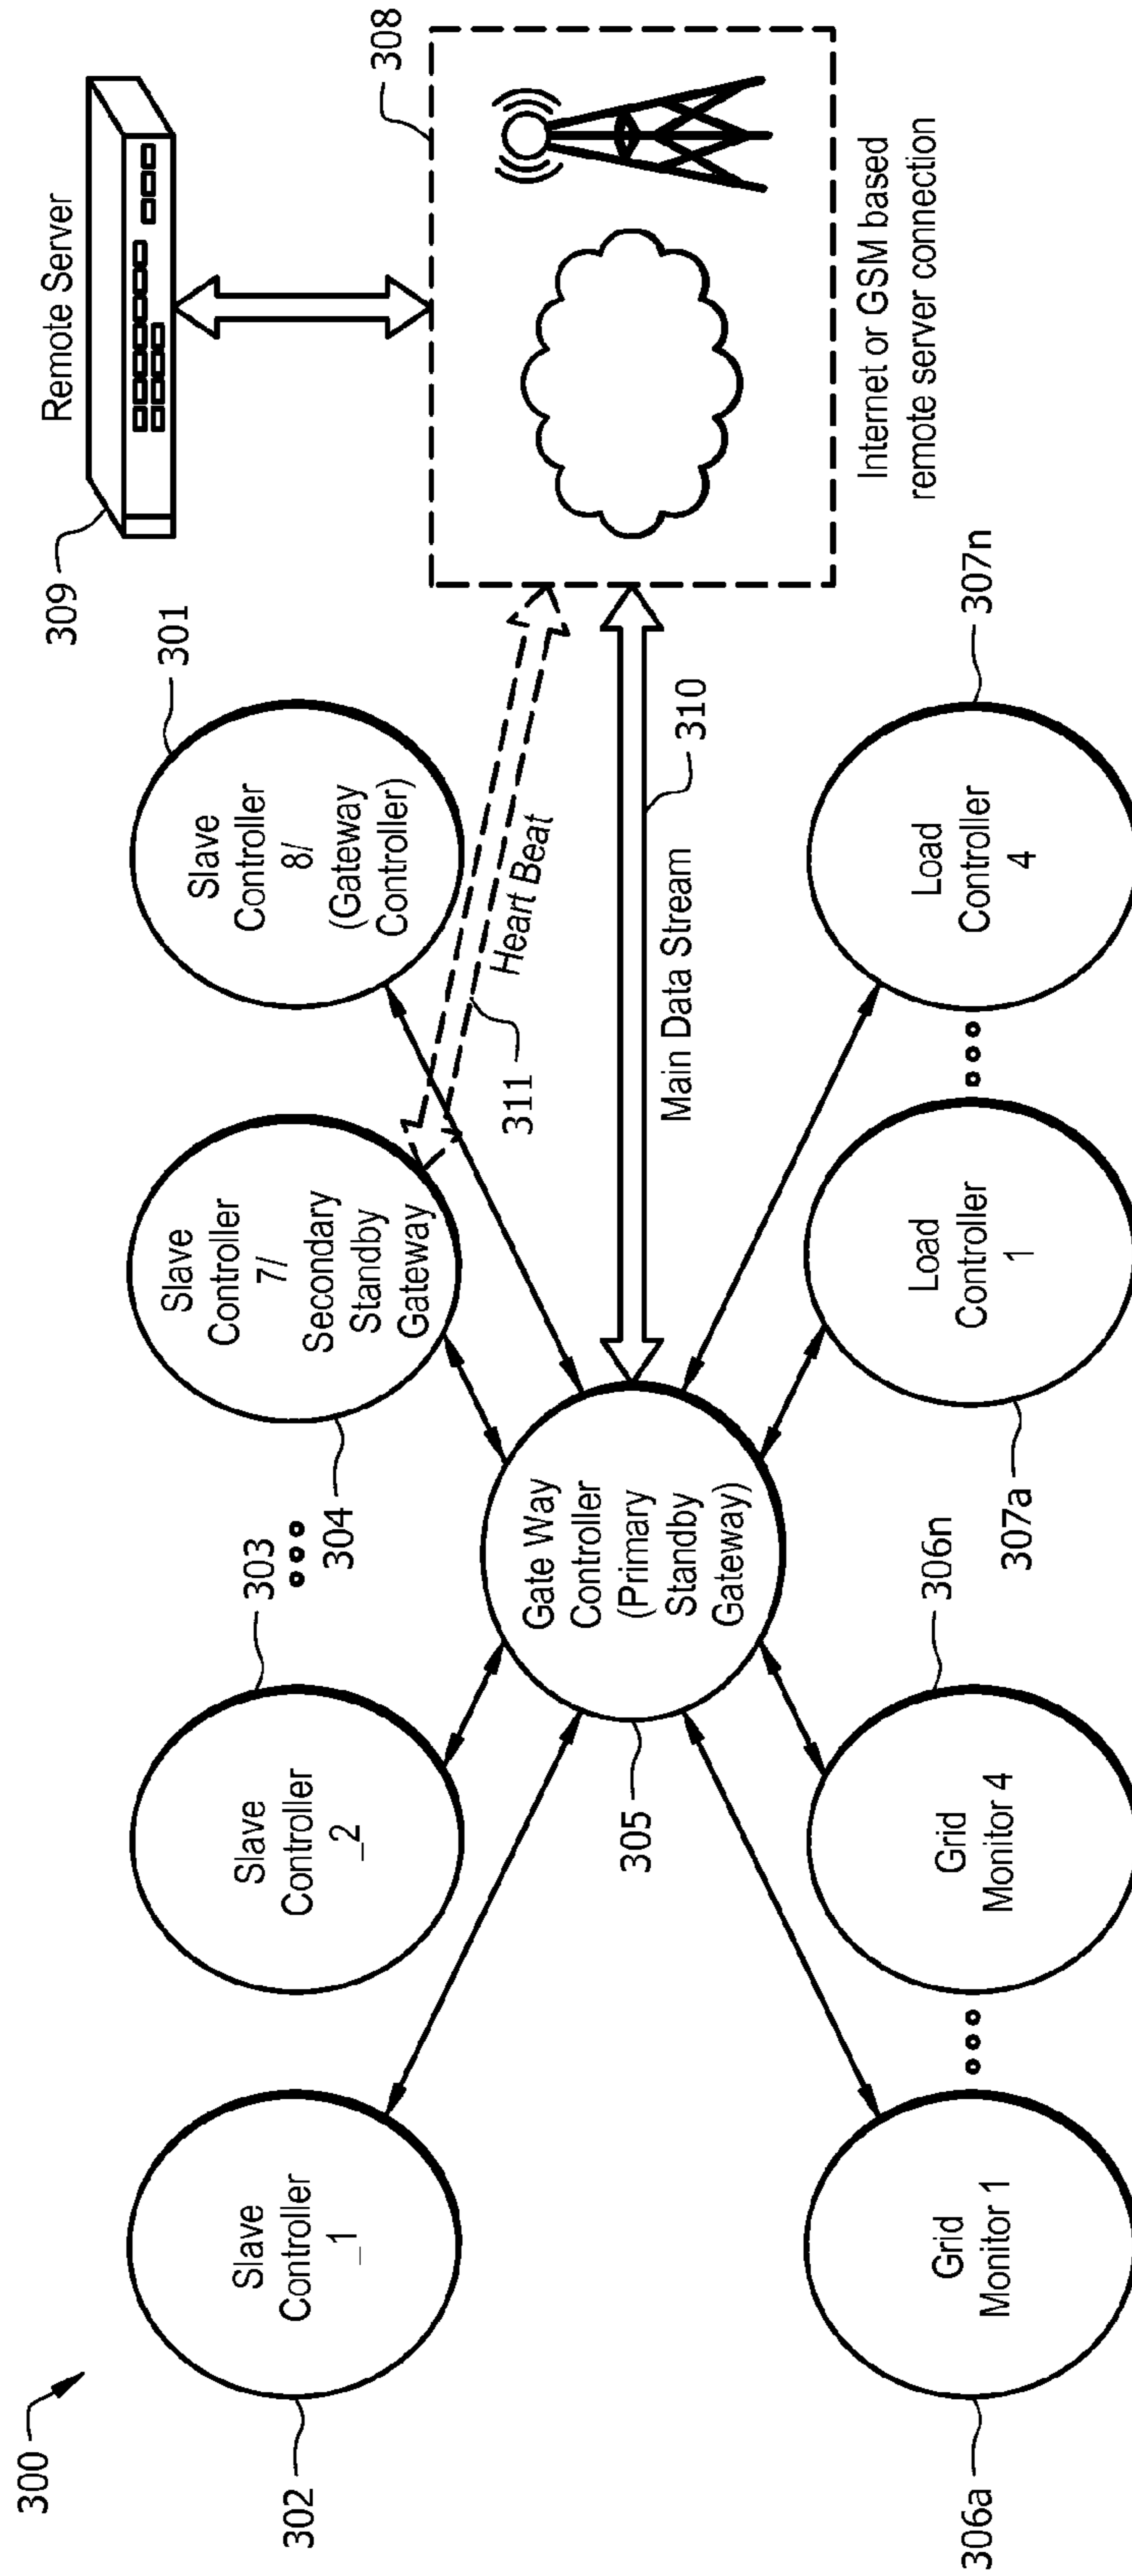 300
302
Slave
Controller
_1
303
Slave
Controller
_2
304
Slave
Controller
7/
Secondary
Standby
Gateway
301
Slave
Controller
8/
(Gateway
Controller)
309
Remote Server
308
Internet or GSM based
remote server connection
311
Heart Beat
310
Main Data Stream
305
Gate Way
Controller
(Primary
Standby
Gateway)
306a
Grid
Monitor 1
306n
Grid
Monitor 4
307a
Load
Controller
1
307n
Load
Controller
4